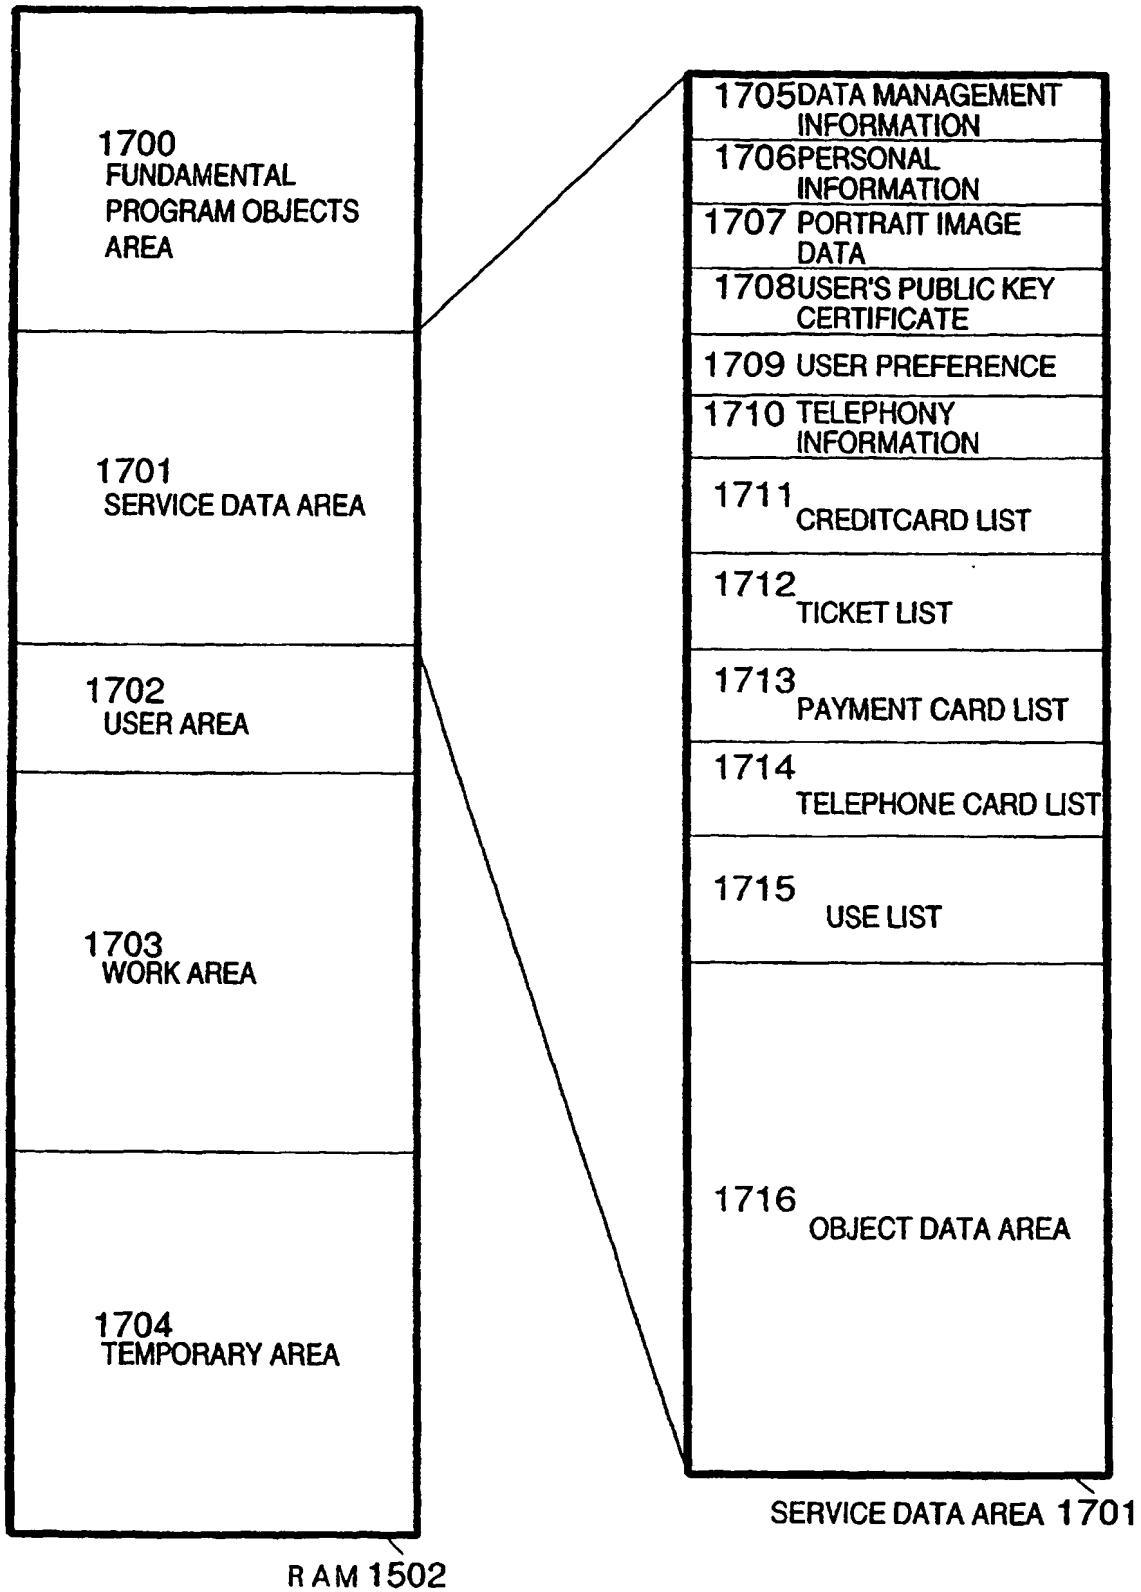 1700
FUNDAMENTAL
PROGRAM OBJECTS
AREA
1701
SERVICE DATA AREA
1702
USER AREA
1703
WORK AREA
1704
TEMPORARY AREA
RAM 1502
1705 DATA MANAGEMENT
INFORMATION
1706 PERSONAL
INFORMATION
1707 PORTRAIT IMAGE
DATA
1708 USER'S PUBLIC KEY
CERTIFICATE
1709 USER PREFERENCE
1710 TELEPHONY
INFORMATION
1711
CREDITCARD LIST
1712
TICKET LIST
1713
PAYMENT CARD LIST
1714
TELEPHONE CARD LIST
1715
USE LIST
1716
OBJECT DATA AREA
SERVICE DATA AREA 1701